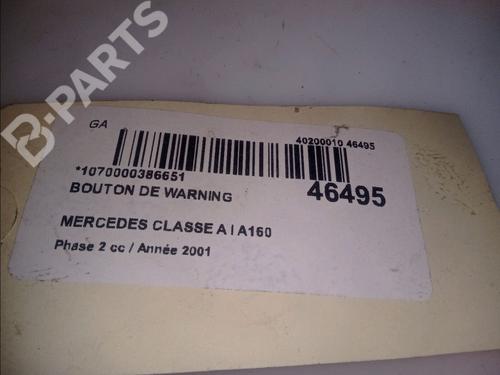 B-PARTS
GA
40200010 46495
*1070000386651
46495
BOUTON DE WARNING
MERCEDES CLASSE A I A160
Phase 2 cc / Année 2001